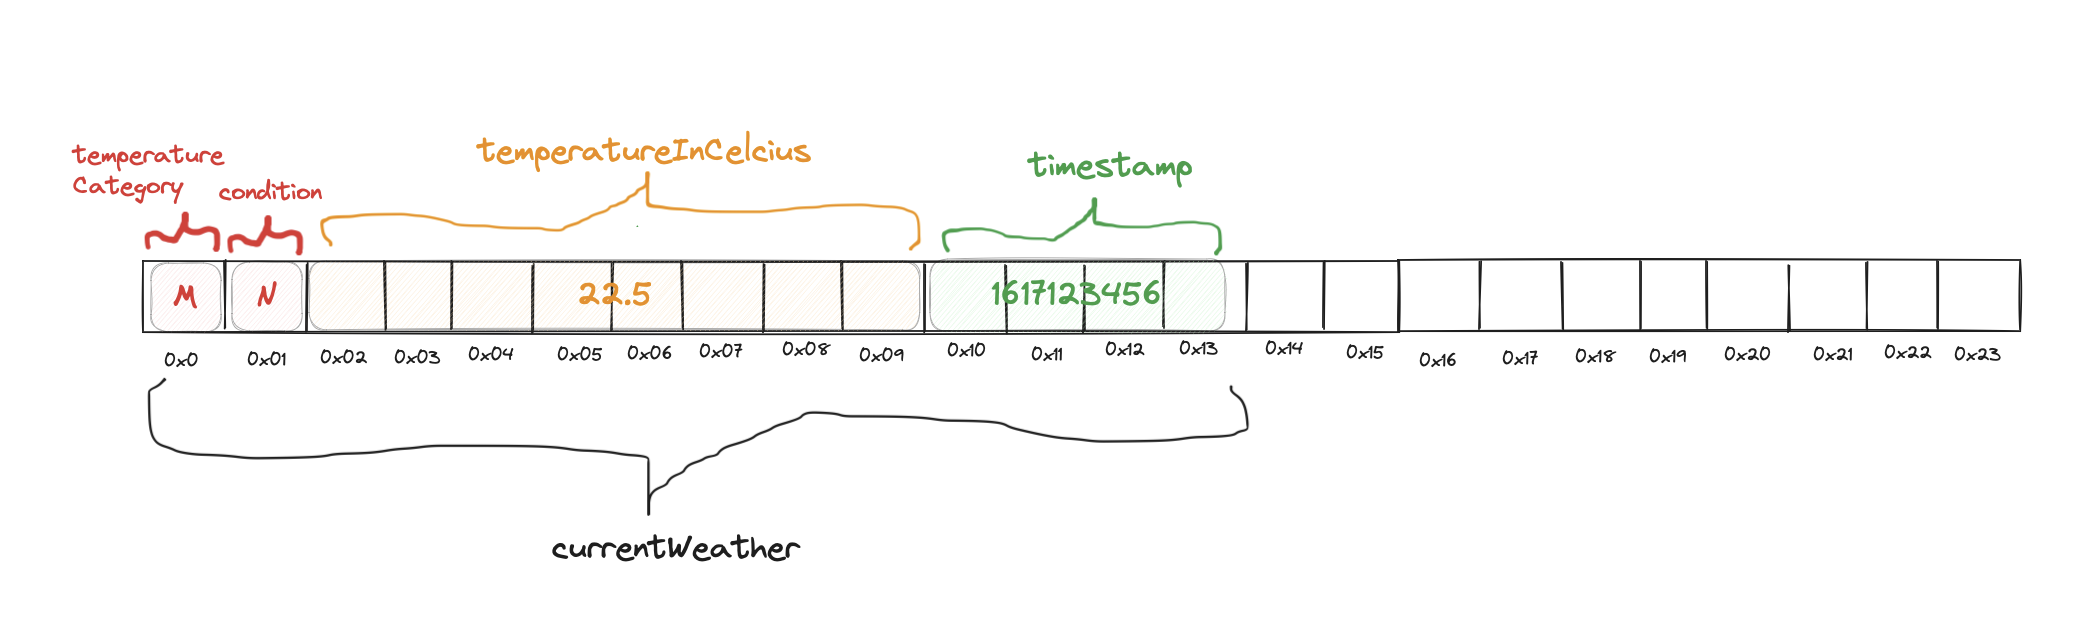 temperature
Category
condition
temperatureInCelcius
timestamp
M
N
22.5
1617123456
0x0
0x01
0x02
0x03
0x04
0x05
0x06
0x07
0x08
0x09
0x10
0x11
0x12
0x13
0x14
0x15
0x16
0x17
0x18
0x19
0x20
0x21
0x22
0x23
currentWeather